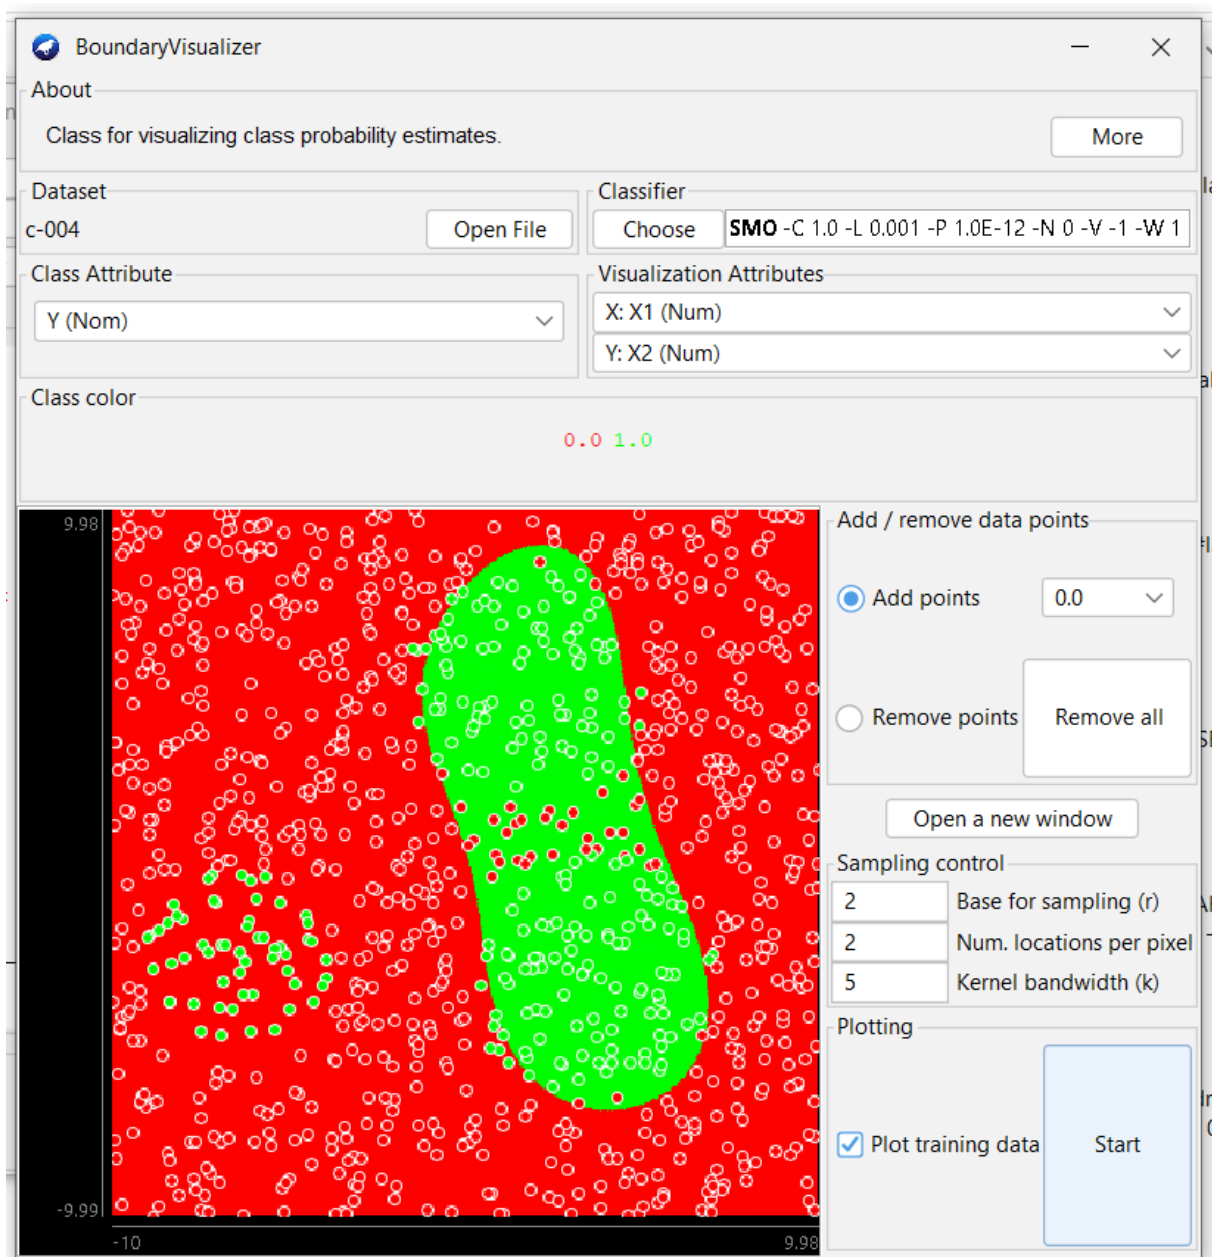 BoundaryVisualizer
About
Class for visualizing class probability estimates.
More
Dataset
c-004
Open File
Classifier
Choose
SMO -C 1.0 -L 0.001 -P 1.0E-12 -N 0 -V -1 -W 1
Class Attribute
Y (Nom)
Visualization Attributes
X: X1 (Num)
Y: X2 (Num)
Class color
0.0 1.0
9.98
-9.99
-10
9.98
Add / remove data points
Add points
0.0
Remove points
Remove all
Open a new window
Sampling control
2
Base for sampling (r)
2
Num. locations per pixel
5
Kernel bandwidth (k)
Plotting
Plot training data
Start